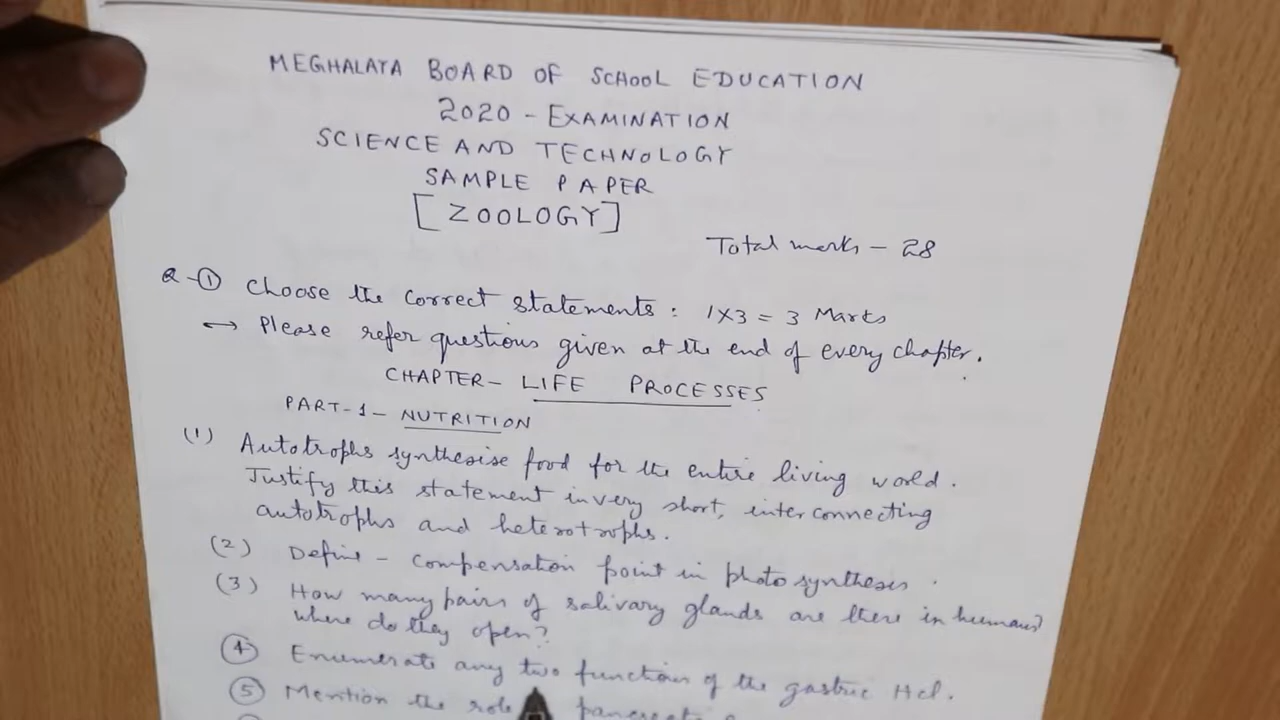 MEGHALAYA BOARD OF SCHOOL EDUCATION
2020 - EXAMINATION
SCIENCE AND TECHNOLOGY
SAMPLE PAPER
[ZOOLOGY]
Total marks - 28
Q-① Choose the correct statements : 1X3 = 3 Marks
→ Please refer questions given at the end of every chapter.
CHAPTER- LIFE PROCESSES
PART-1- NUTRITION
(1) Autotrophs synthesise food for the entire living world.
Justify this statement in very short, interconnecting
autotrophs and heterotrophs.
(2) Define - compensation point in photosynthesis.
(3) How many pairs of salivary glands are there in humans?
where do they open?
④ Enumerate any two functions of the gastric Hcl.
⑤ Mention the role